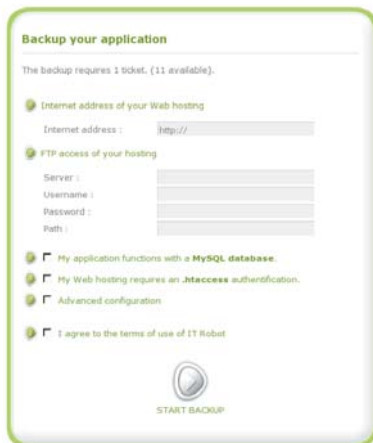 Backup your application
The backup requires 1 ticket. (11 available).
Internet address of your Web hosting
Internet address : http://
FTP access of your hosting
Server :
Username :
Password :
Path :
My application functions with a MySQL database.
My Web hosting requires an .htaccess authentification.
Advanced configuration
I agree to the terms of use of IT Robot
START BACKUP